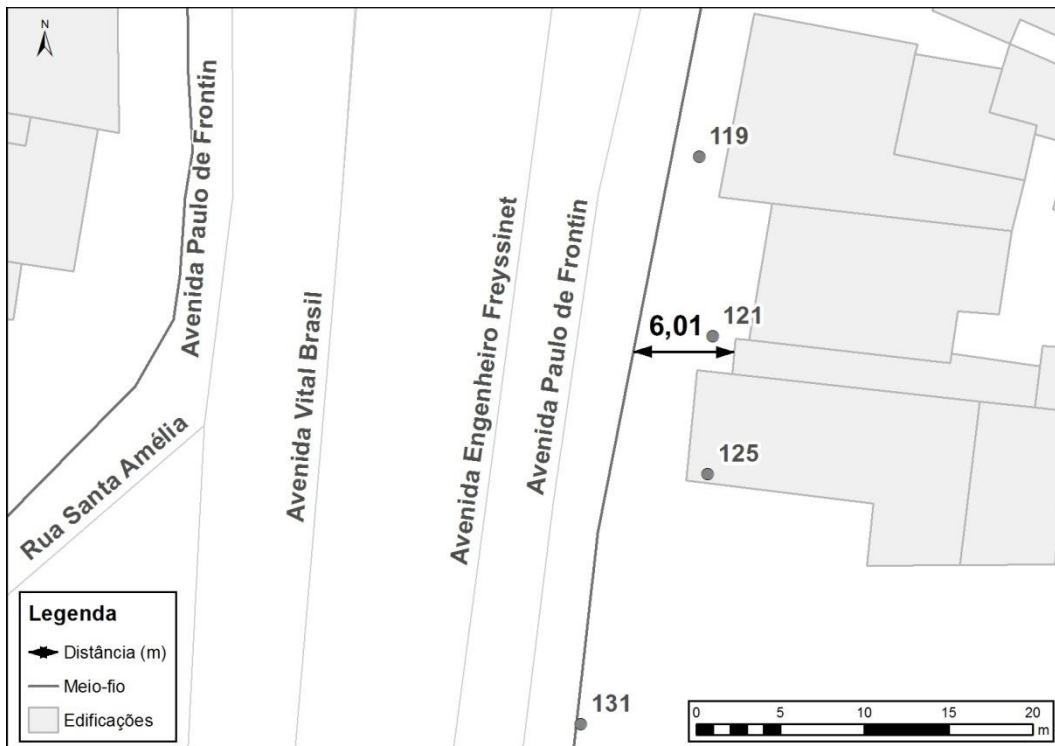 N
119
Avenida Paulo de Frontin
Avenida Engenheiro Freyssinet
Avenida Paulo de Frontin
6,01
121
Avenida Vital Brasil
Rua Santa Amélia
125
131
Legenda
Distância (m)
Meio-fio
Edificações
0 5 10 15 20
m